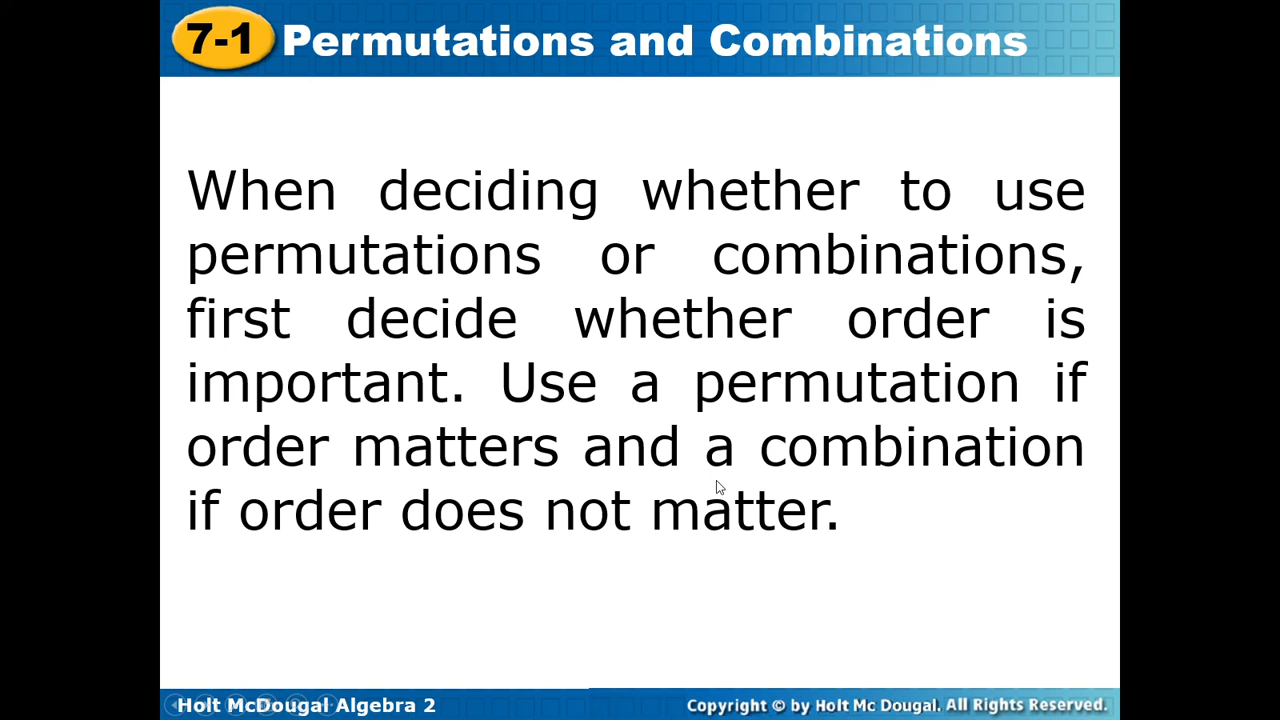 7-1 Permutations and Combinations
When deciding whether to use
permutations or combinations,
first decide whether order is
important. Use a permutation if
order matters and a combination
if order does not matter.
Holt McDougal Algebra 2 Copyright © by Holt Mc Dougal. All Rights Reserved.